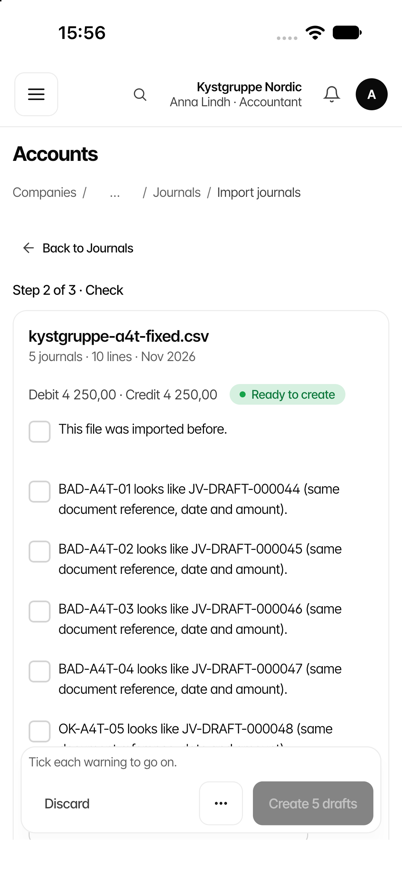 15:56
Kystgruppe Nordic
Anna Lindh · Accountant
A
Accounts
Companies / ... / Journals / Import journals
← Back to Journals
Step 2 of 3 · Check
kystgruppe-a4t-fixed.csv
5 journals · 10 lines · Nov 2026
Debit 4 250,00 · Credit 4 250,00 • Ready to create
This file was imported before.
BAD-A4T-01 looks like JV-DRAFT-000044 (same
document reference, date and amount).
BAD-A4T-02 looks like JV-DRAFT-000045 (same
document reference, date and amount).
BAD-A4T-03 looks like JV-DRAFT-000046 (same
document reference, date and amount).
BAD-A4T-04 looks like JV-DRAFT-000047 (same
document reference, date and amount).
OK-A4T-05 looks like JV-DRAFT-000048 (same
Tick each warning to go on.
Discard ... Create 5 drafts